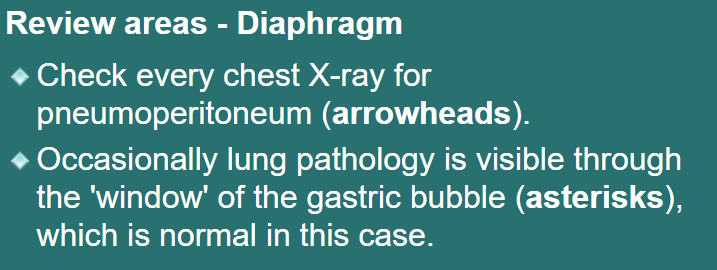 Review areas - Diaphragm
Check every chest X-ray for
pneumoperitoneum (arrowheads).
Occasionally lung pathology is visible through
the 'window' of the gastric bubble (asterisks),
which is normal in this case.